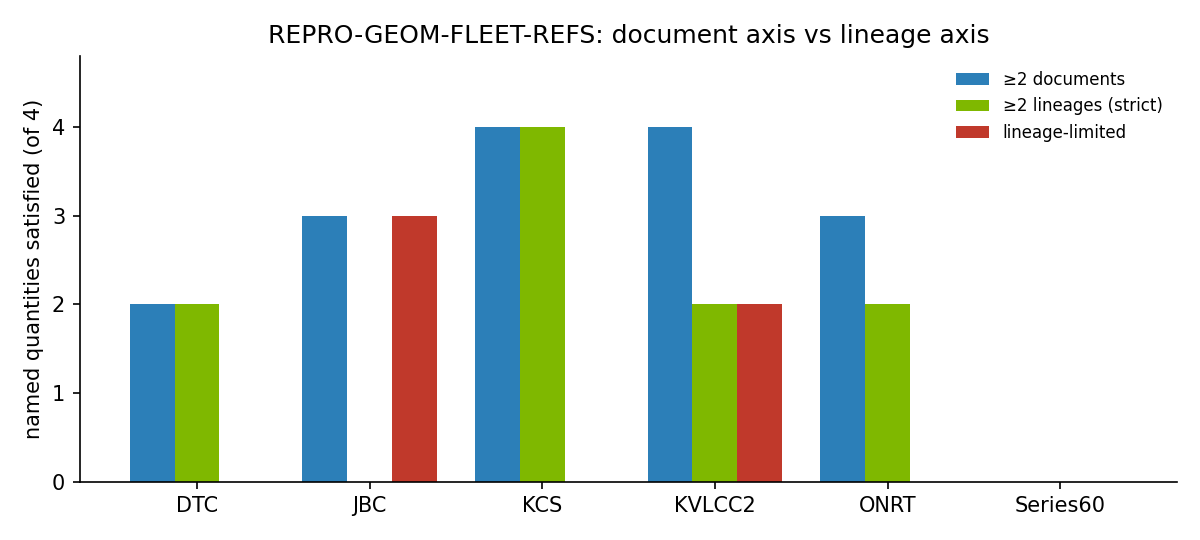 REPRO-GEOM-FLEET-REFS: document axis vs lineage axis
≥2 documents
≥2 lineages (strict)
lineage-limited
named quantities satisfied (of 4)
4
3
2
1
0
DTC JBC KCS KVLCC2 ONRT Series60